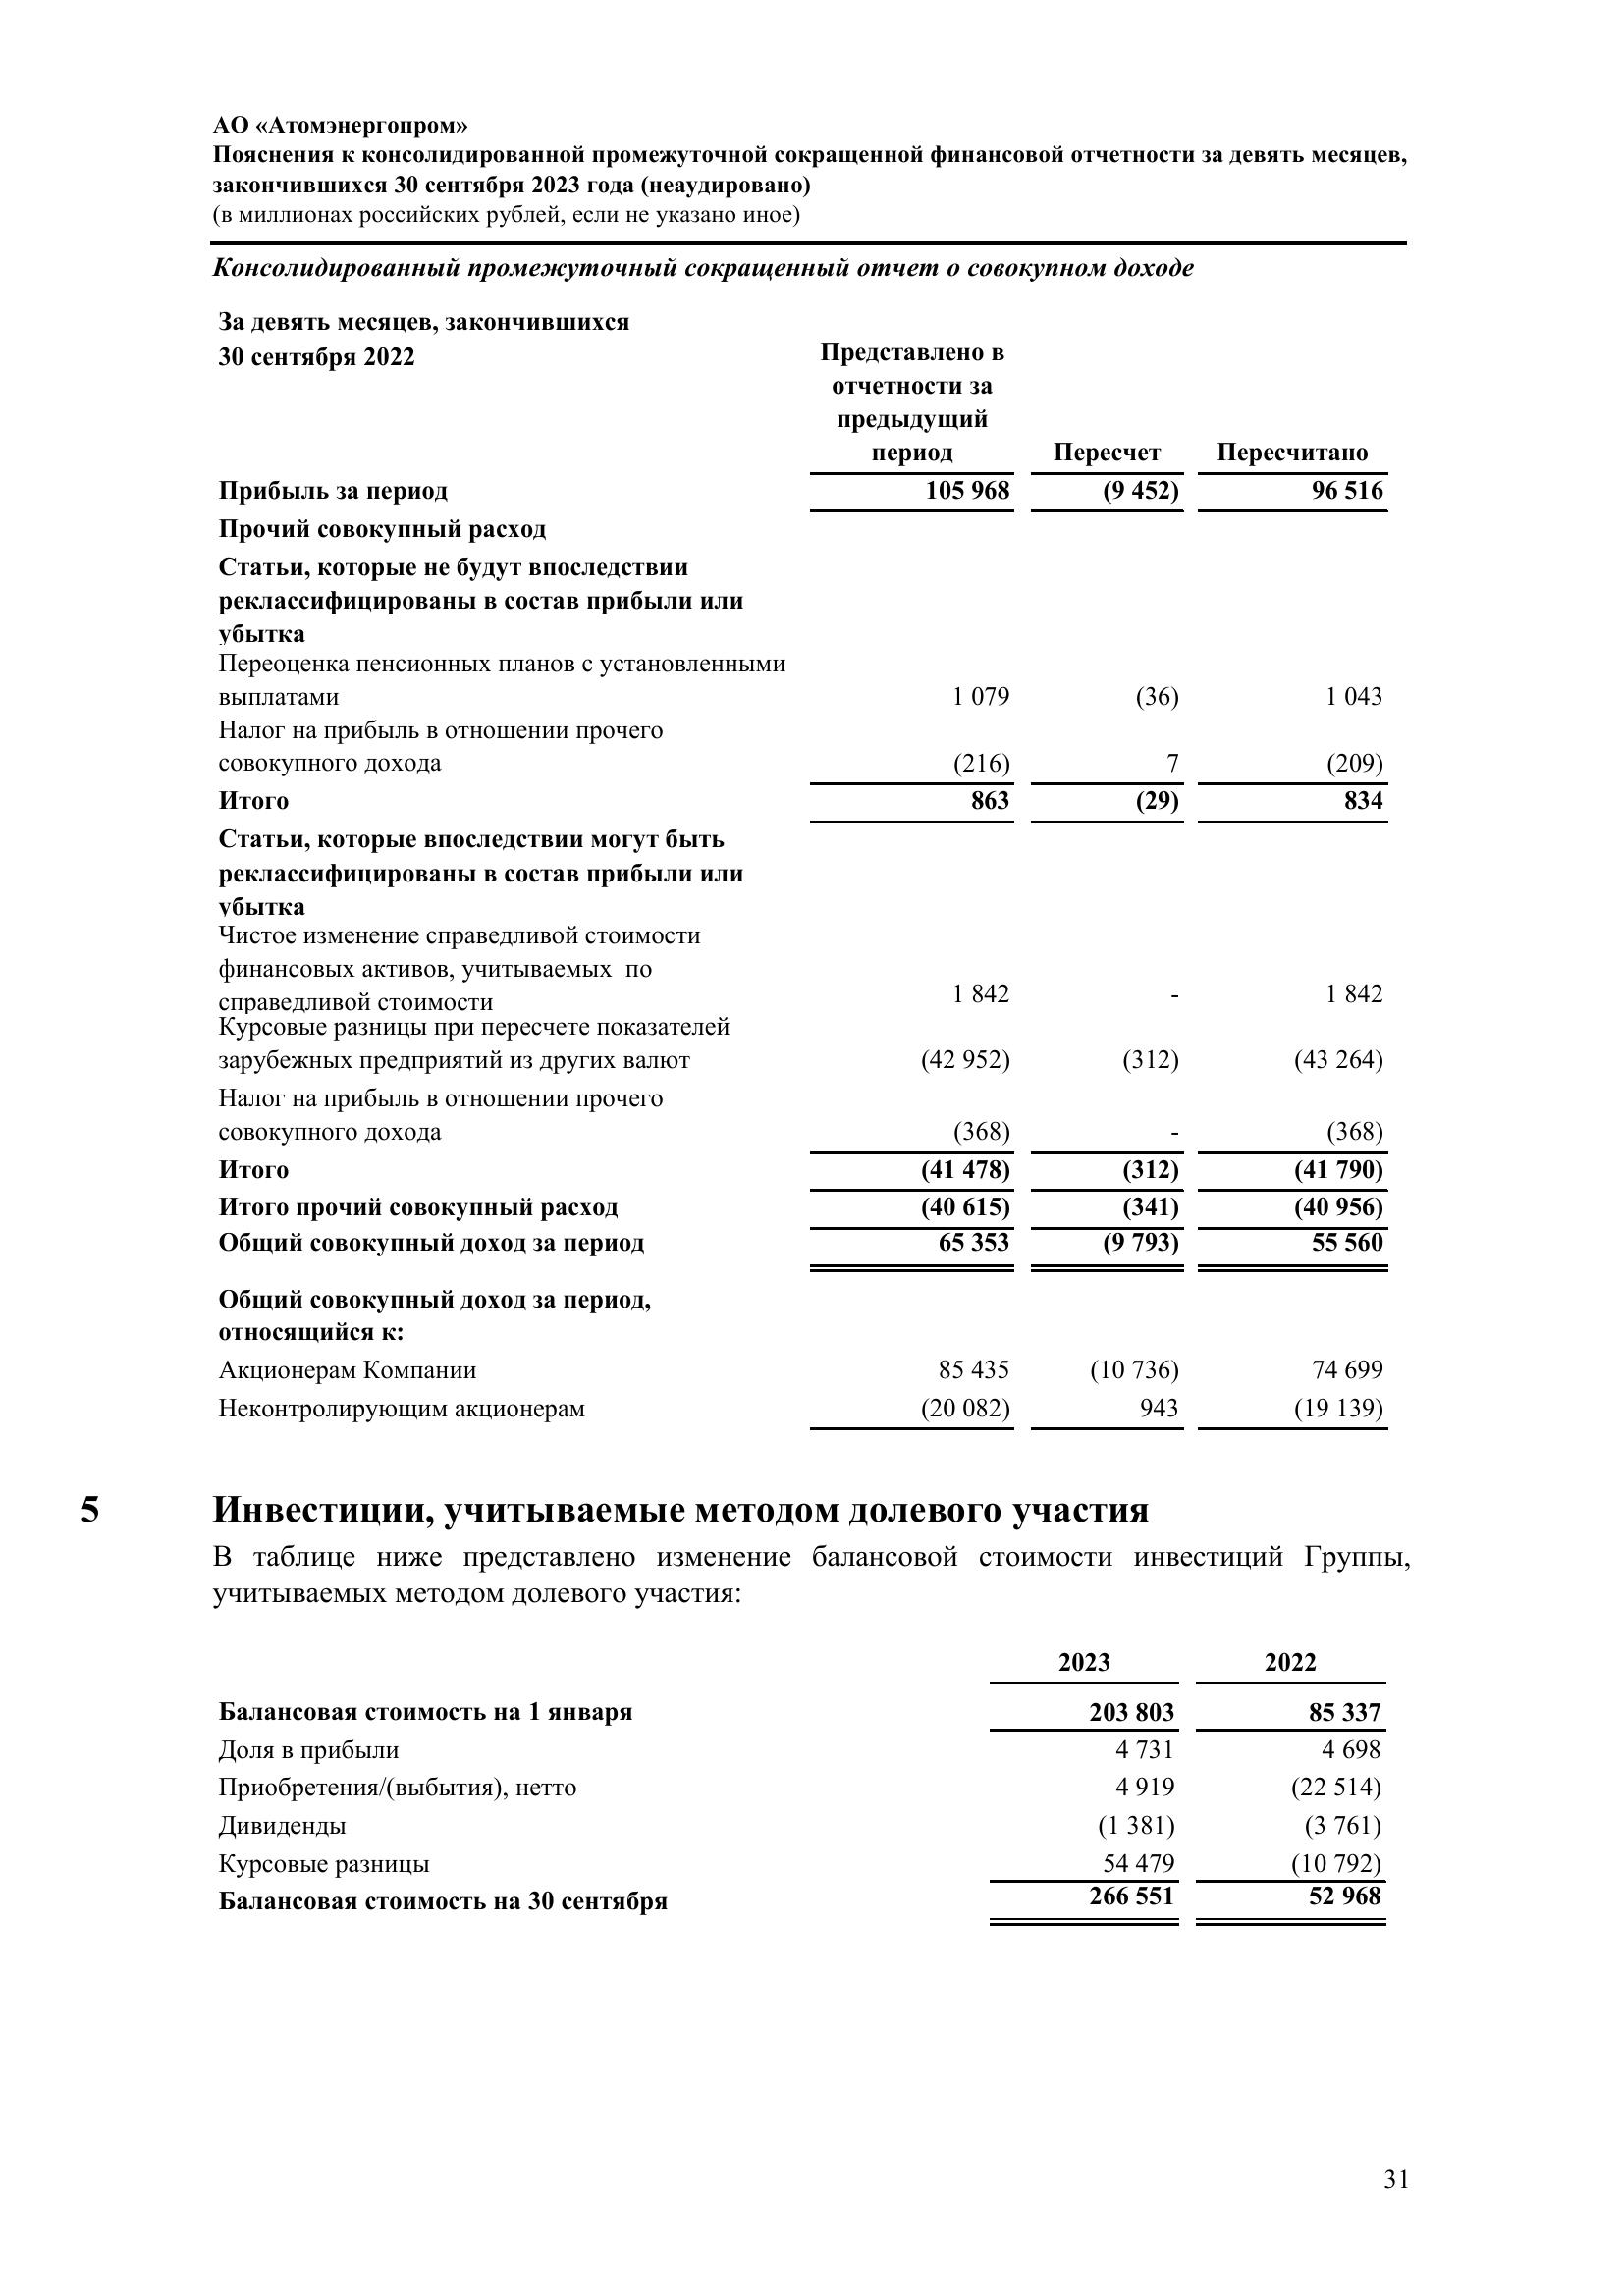 АО «Атомэнергопром»
Пояснения к консолидированной промежуточной сокращенной финансовой отчетности за девять месяцев,
закончившихся 30 сентября 2023 года (неаудировано)
(в миллионах российских рублей, если не указано иное)
Консолидированный промежуточный сокращенный отчет о совокупном доходе
За девять месяцев, закончившихся
30 сентября 2022
Представлено в
отчетности за
предыдущий
период Пересчет Пересчитано
Прибыль за период 105 968 (9 452) 96 516
Прочий совокупный расход
Статьи, которые не будут впоследствии
реклассифицированы в состав прибыли или
убытка
Переоценка пенсионных планов с установленными
выплатами 1 079 (36) 1 043
Налог на прибыль в отношении прочего
совокупного дохода (216) 7 (209)
Итого 863 (29) 834
Статьи, которые впоследствии могут быть
реклассифицированы в состав прибыли или
убытка
Чистое изменение справедливой стоимости
финансовых активов, учитываемых по
справедливой стоимости 1 842 - 1 842
Курсовые разницы при пересчете показателей
зарубежных предприятий из других валют (42 952) (312) (43 264)
Налог на прибыль в отношении прочего
совокупного дохода (368) - (368)
Итого (41 478) (312) (41 790)
Итого прочий совокупный расход (40 615) (341) (40 956)
Общий совокупный доход за период 65 353 (9 793) 55 560
Общий совокупный доход за период,
относящийся к:
Акционерам Компании 85 435 (10 736) 74 699
Неконтролирующим акционерам (20 082) 943 (19 139)
5 Инвестиции, учитываемые методом долевого участия
В таблице ниже представлено изменение балансовой стоимости инвестиций Группы,
учитываемых методом долевого участия:
2023 2022
Балансовая стоимость на 1 января 203 803 85 337
Доля в прибыли 4 731 4 698
Приобретения/(выбытия), нетто 4 919 (22 514)
Дивиденды (1 381) (3 761)
Курсовые разницы 54 479 (10 792)
Балансовая стоимость на 30 сентября 266 551 52 968
31